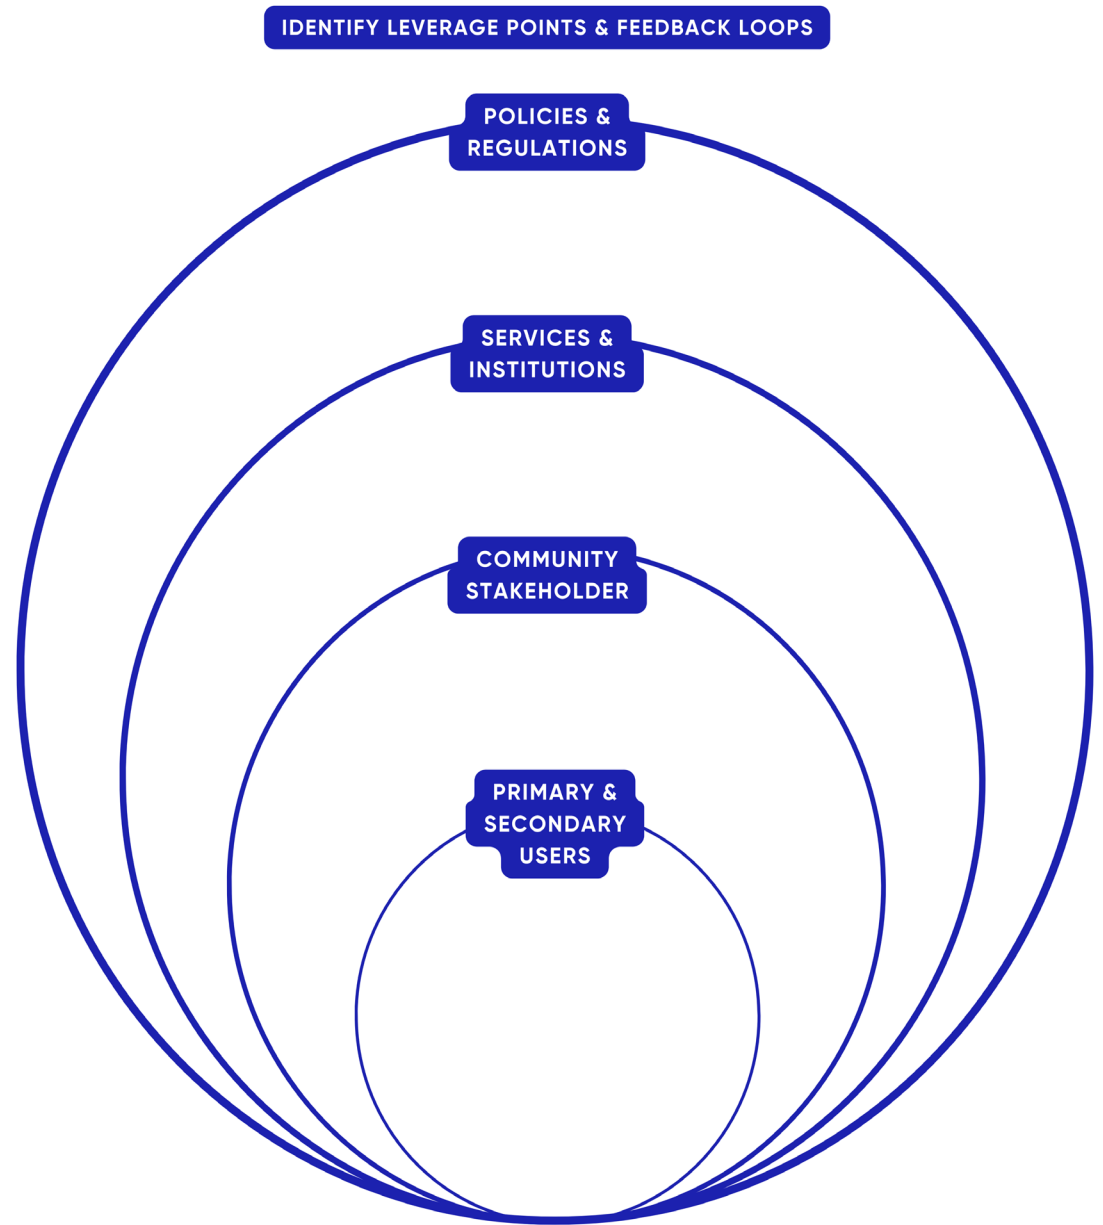 IDENTIFY LEVERAGE POINTS & FEEDBACK LOOPS
POLICIES &
REGULATIONS
SERVICES &
INSTITUTIONS
COMMUNITY
STAKEHOLDER
PRIMARY &
SECONDARY
USERS